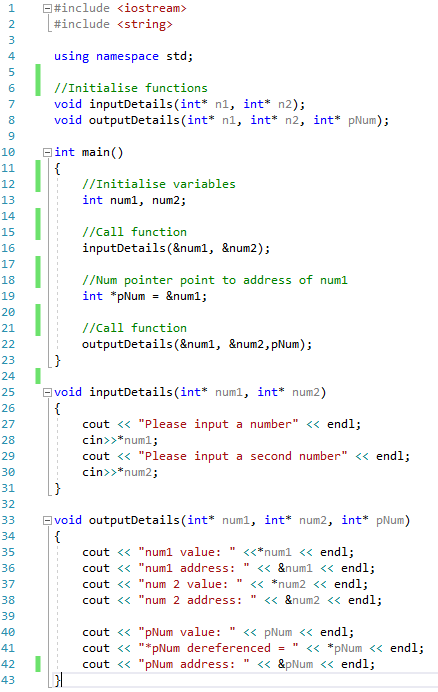 1 #include <iostream>
2 #include <string>
3
4 using namespace std;
5
6 //Initialise functions
7 void inputDetails(int* n1, int* n2);
8 void outputDetails(int* n1, int* n2, int* pNum);
9
10 int main()
11 {
12 //Initialise variables
13 int num1, num2;
14
15 //Call function
16 inputDetails(&num1, &num2);
17
18 //Num pointer point to address of num1
19 int *pNum = &num1;
20
21 //Call function
22 outputDetails(&num1, &num2,pNum);
23 }
24
25 void inputDetails(int* num1, int* num2)
26 {
27 cout << "Please input a number" << endl;
28 cin>>*num1;
29 cout << "Please input a second number" << endl;
30 cin>>*num2;
31 }
32
33 void outputDetails(int* num1, int* num2, int* pNum)
34 {
35 cout << "num1 value: " <<*num1 << endl;
36 cout << "num1 address: " << &num1 << endl;
37 cout << "num 2 value: " << *num2 << endl;
38 cout << "num 2 address: " << &num2 << endl;
39
40 cout << "pNum value: " << pNum << endl;
41 cout << "*pNum dereferenced = " << *pNum << endl;
42 cout << "pNum address: " << &pNum << endl;
43 }